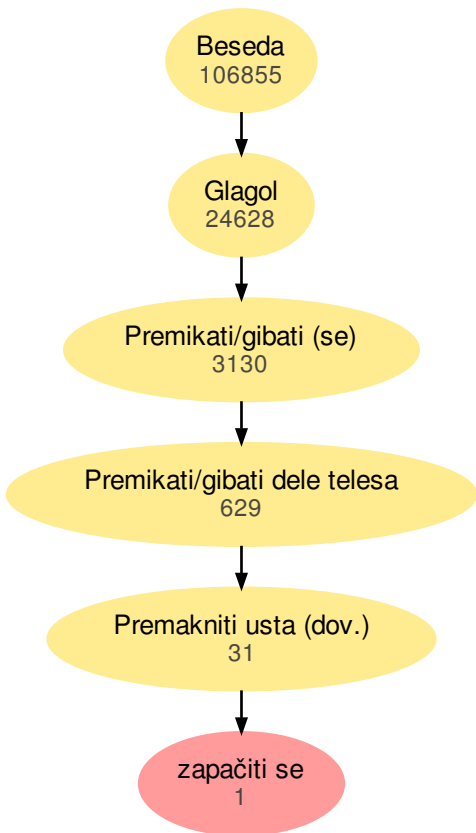 Beseda
106855
Glagol
24628
Premikati/gibati (se)
3130
Premikati/gibati dele telesa
629
Premakniti usta (dov.)
31
zapačiti se
1